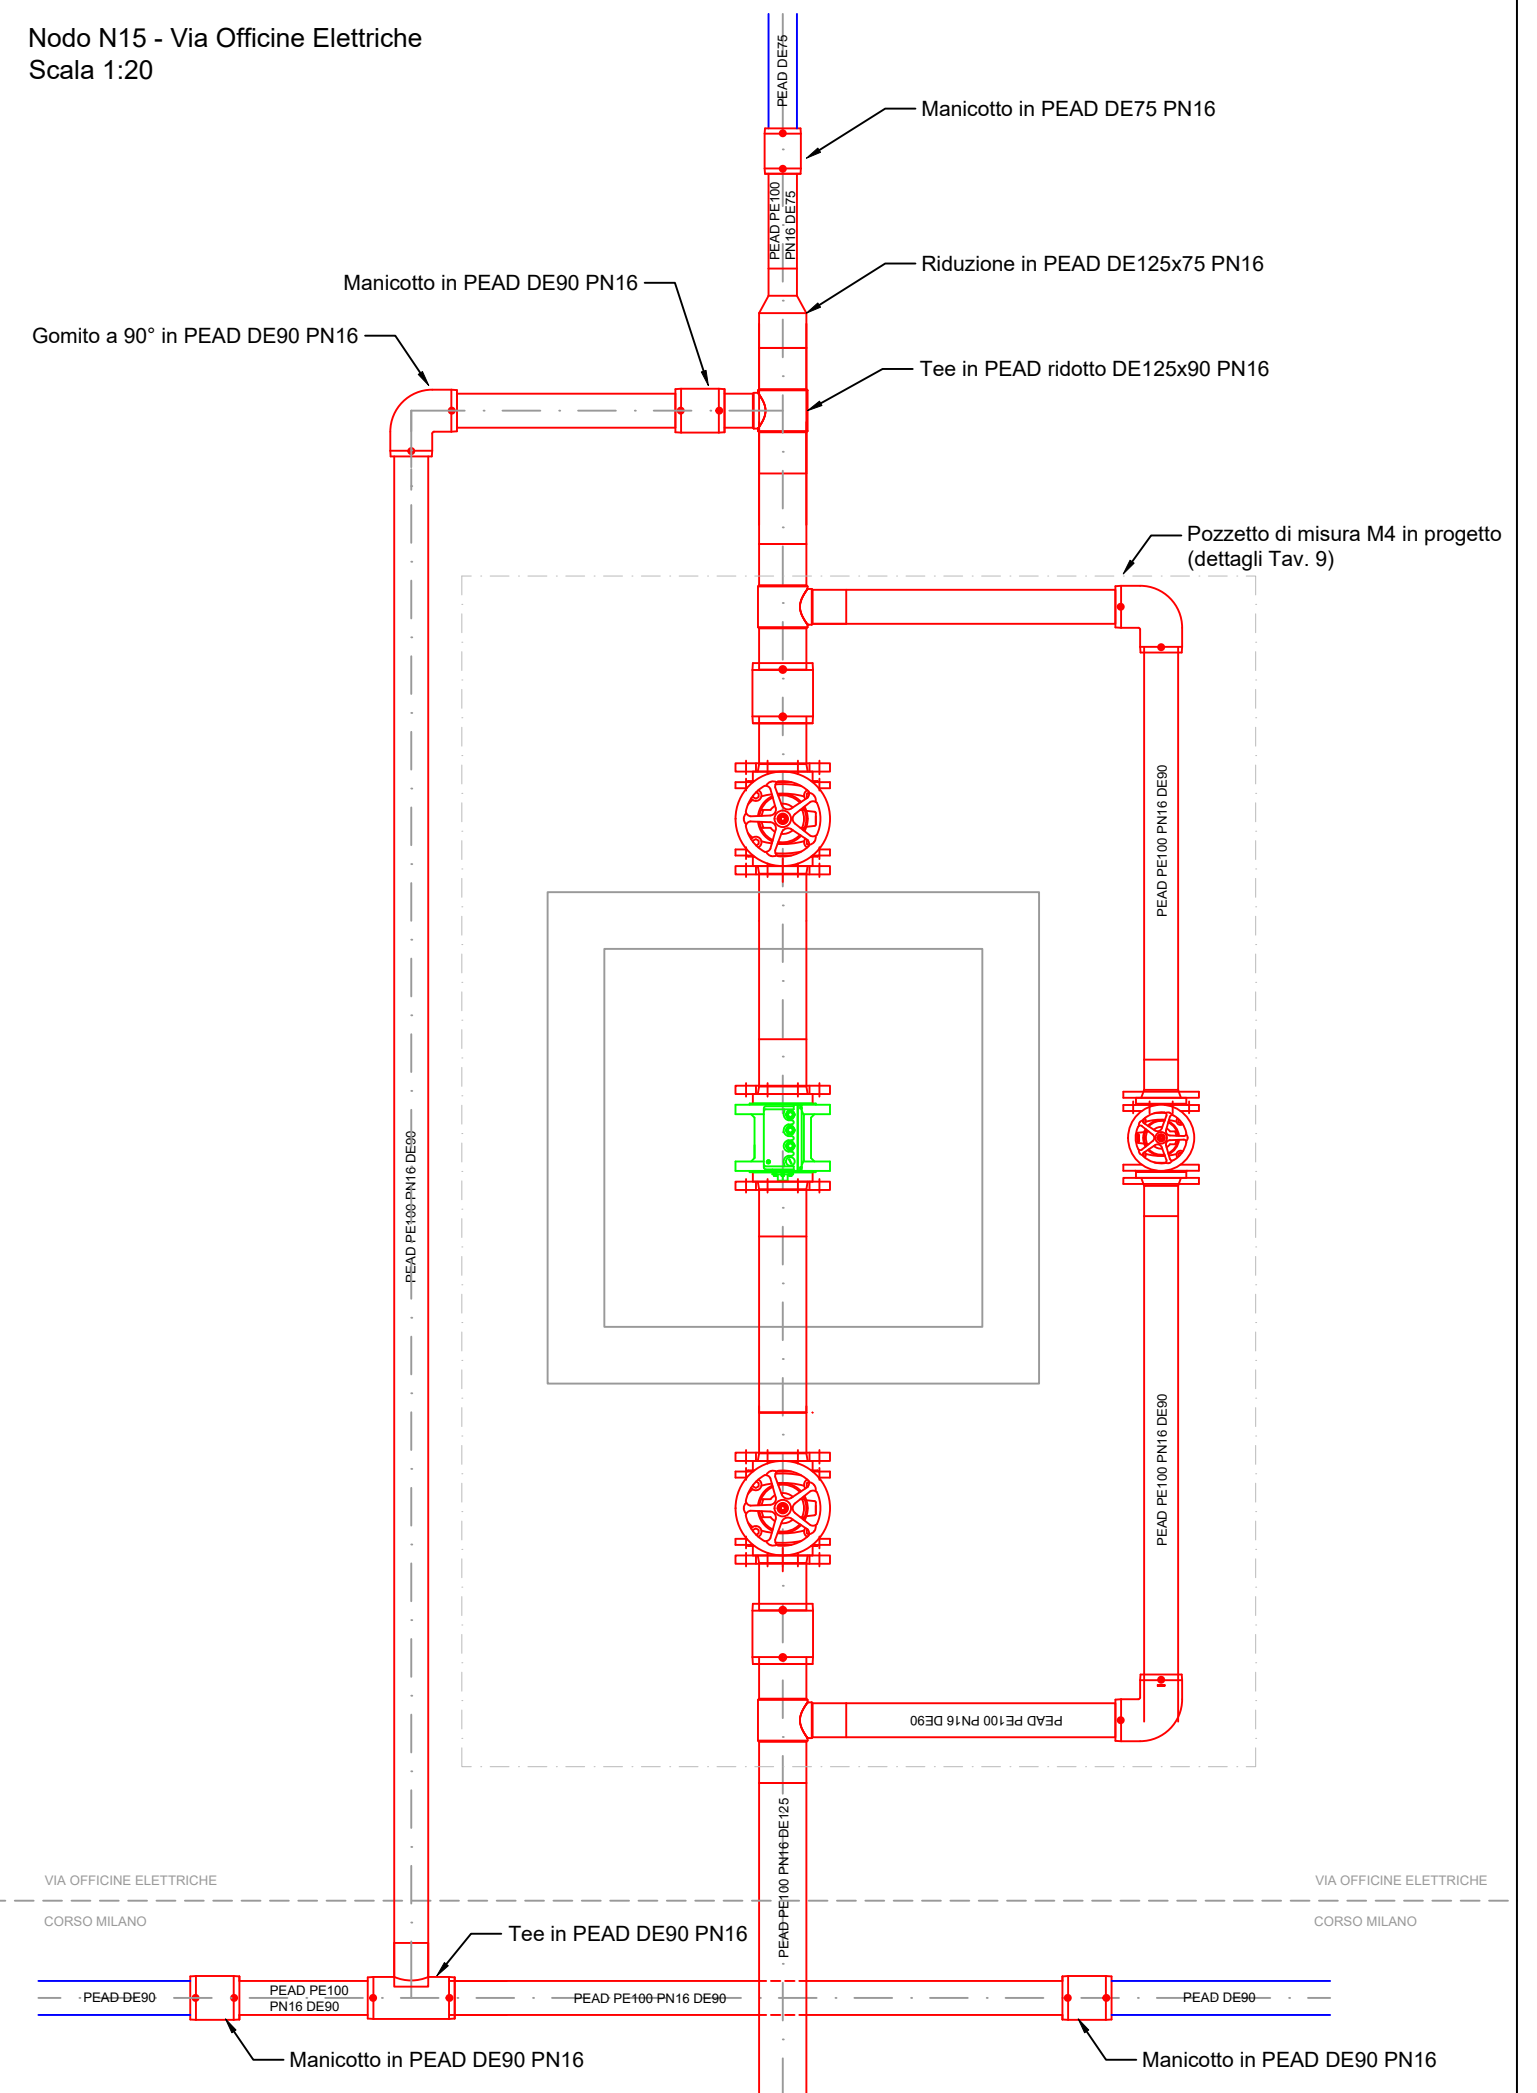 Nodo N15 - Via Officine Elettriche
Scala 1:20
PEAD DE75
Manicotto in PEAD DE75 PN16
PEAD PE100
PN16 DE75
Riduzione in PEAD DE125x75 PN16
Manicotto in PEAD DE90 PN16
Gomito a 90° in PEAD DE90 PN16
Tee in PEAD ridotto DE125x90 PN16
Pozzetto di misura M4 in progetto
(dettagli Tav. 9)
PEAD PE100 PN16 DE90
PEAD PE100 PN16 DE90
PEAD PE100 PN16 DE90
PEAD PE100 PN16 DE90
PEAD PE100 PN16 DE125
VIA OFFICINE ELETTRICHE
VIA OFFICINE ELETTRICHE
CORSO MILANO
CORSO MILANO
Tee in PEAD DE90 PN16
PEAD DE90
PEAD PE100
PN16 DE90
PEAD PE100 PN16 DE90
PEAD DE90
Manicotto in PEAD DE90 PN16
Manicotto in PEAD DE90 PN16